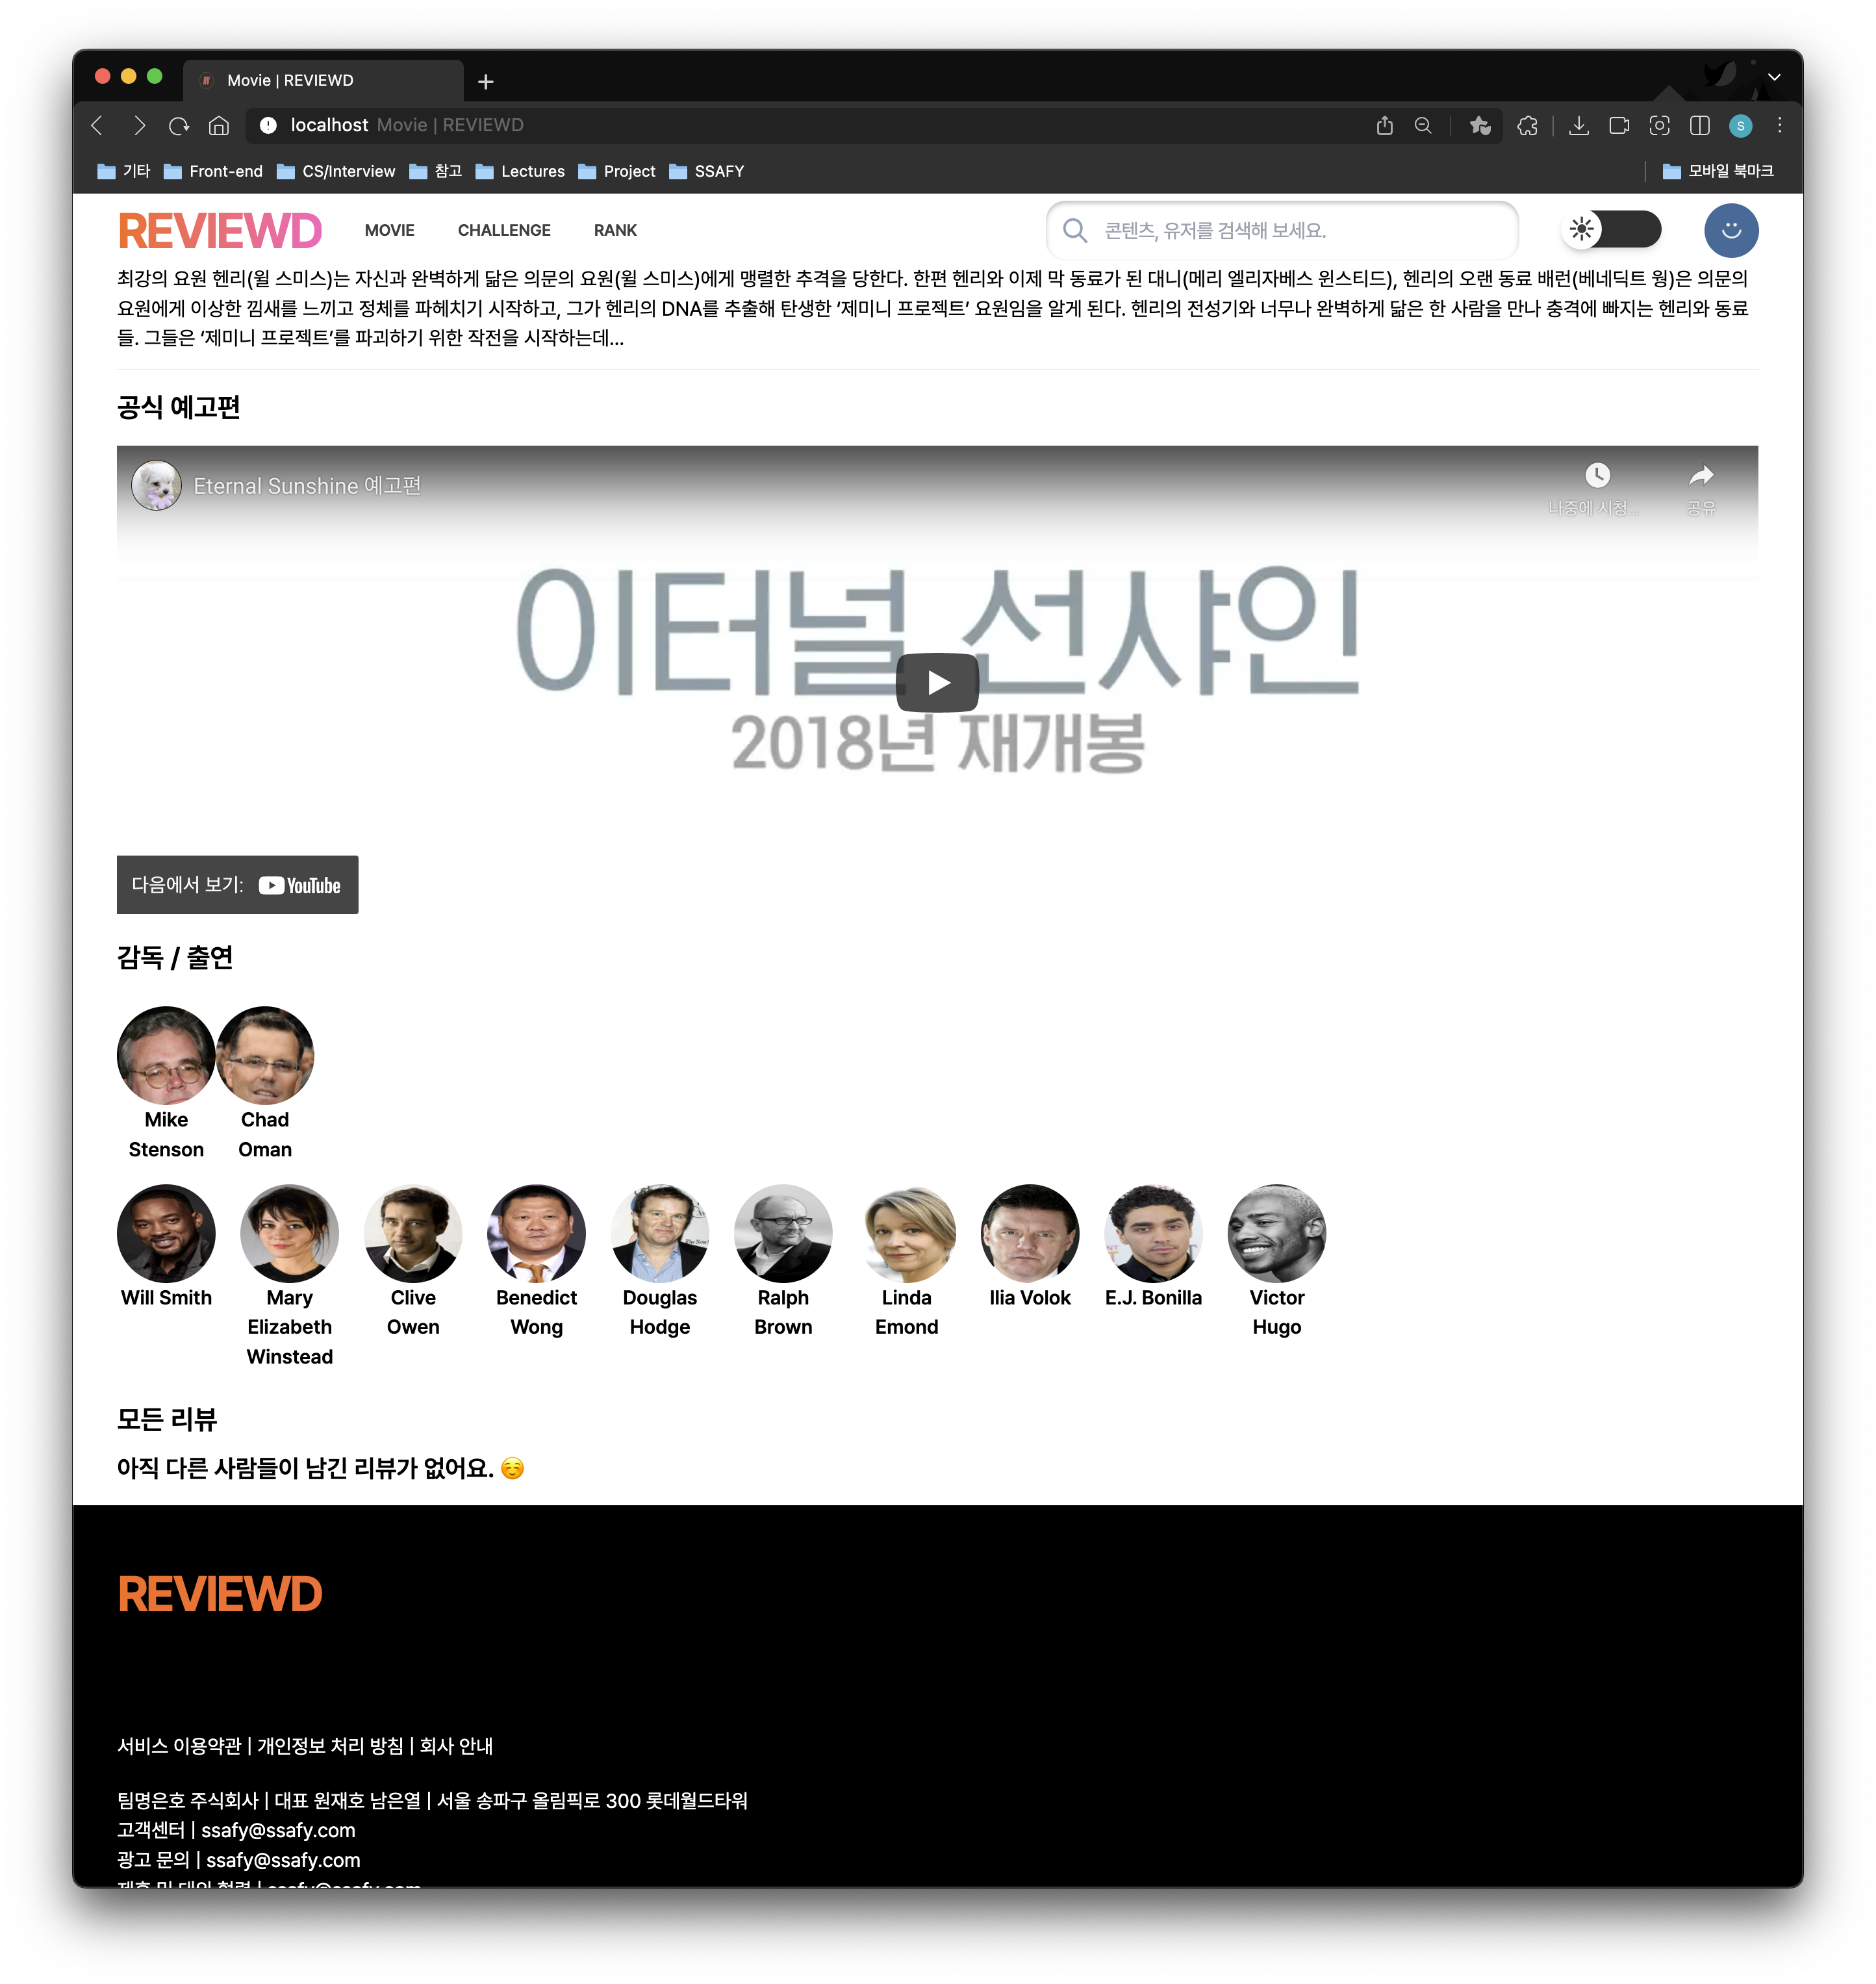 Movie | REVIEWD
localhost Movie | REVIEWD
S
기타 Front-end CS/Interview 참고 Lectures Project SSAFY 모바일 북마크
REVIEWD MOVIE CHALLENGE RANK 콘텐츠, 유저를 검색해 보세요.
최강의 요원 헨리(윌 스미스)는 자신과 완벽하게 닮은 의문의 요원(윌 스미스)에게 맹렬한 추격을 당한다. 한편 헨리와 이제 막 동료가 된 대니(메리 엘리자베스 윈스티드), 헨리의 오랜 동료 배런(베네딕트 웡)은 의문의
요원에게 이상한 낌새를 느끼고 정체를 파헤치기 시작하고, 그가 헨리의 DNA를 추출해 탄생한 ‘제미니 프로젝트’ 요원임을 알게 된다. 헨리의 전성기와 너무나 완벽하게 닮은 한 사람을 만나 충격에 빠지는 헨리와 동료
들. 그들은 ‘제미니 프로젝트’를 파괴하기 위한 작전을 시작하는데...
공식 예고편
Eternal Sunshine 예고편
나중에 시청... 공유
이터널 선샤인
2018년 재개봉
다음에서 보기: YouTube
감독 / 출연
Mike Stenson
Chad Oman
Will Smith
Mary Elizabeth Winstead
Clive Owen
Benedict Wong
Douglas Hodge
Ralph Brown
Linda Emond
Ilia Volok
E.J. Bonilla
Victor Hugo
모든 리뷰
아직 다른 사람들이 남긴 리뷰가 없어요. ☺️
REVIEWD
서비스 이용약관 | 개인정보 처리 방침 | 회사 안내
팀명은호 주식회사 | 대표 원재호 남은열 | 서울 송파구 올림픽로 300 롯데월드타워
고객센터 | ssafy@ssafy.com
광고 문의 | ssafy@ssafy.com
제휴 및 대외 협력 | ssafy@ssafy.com